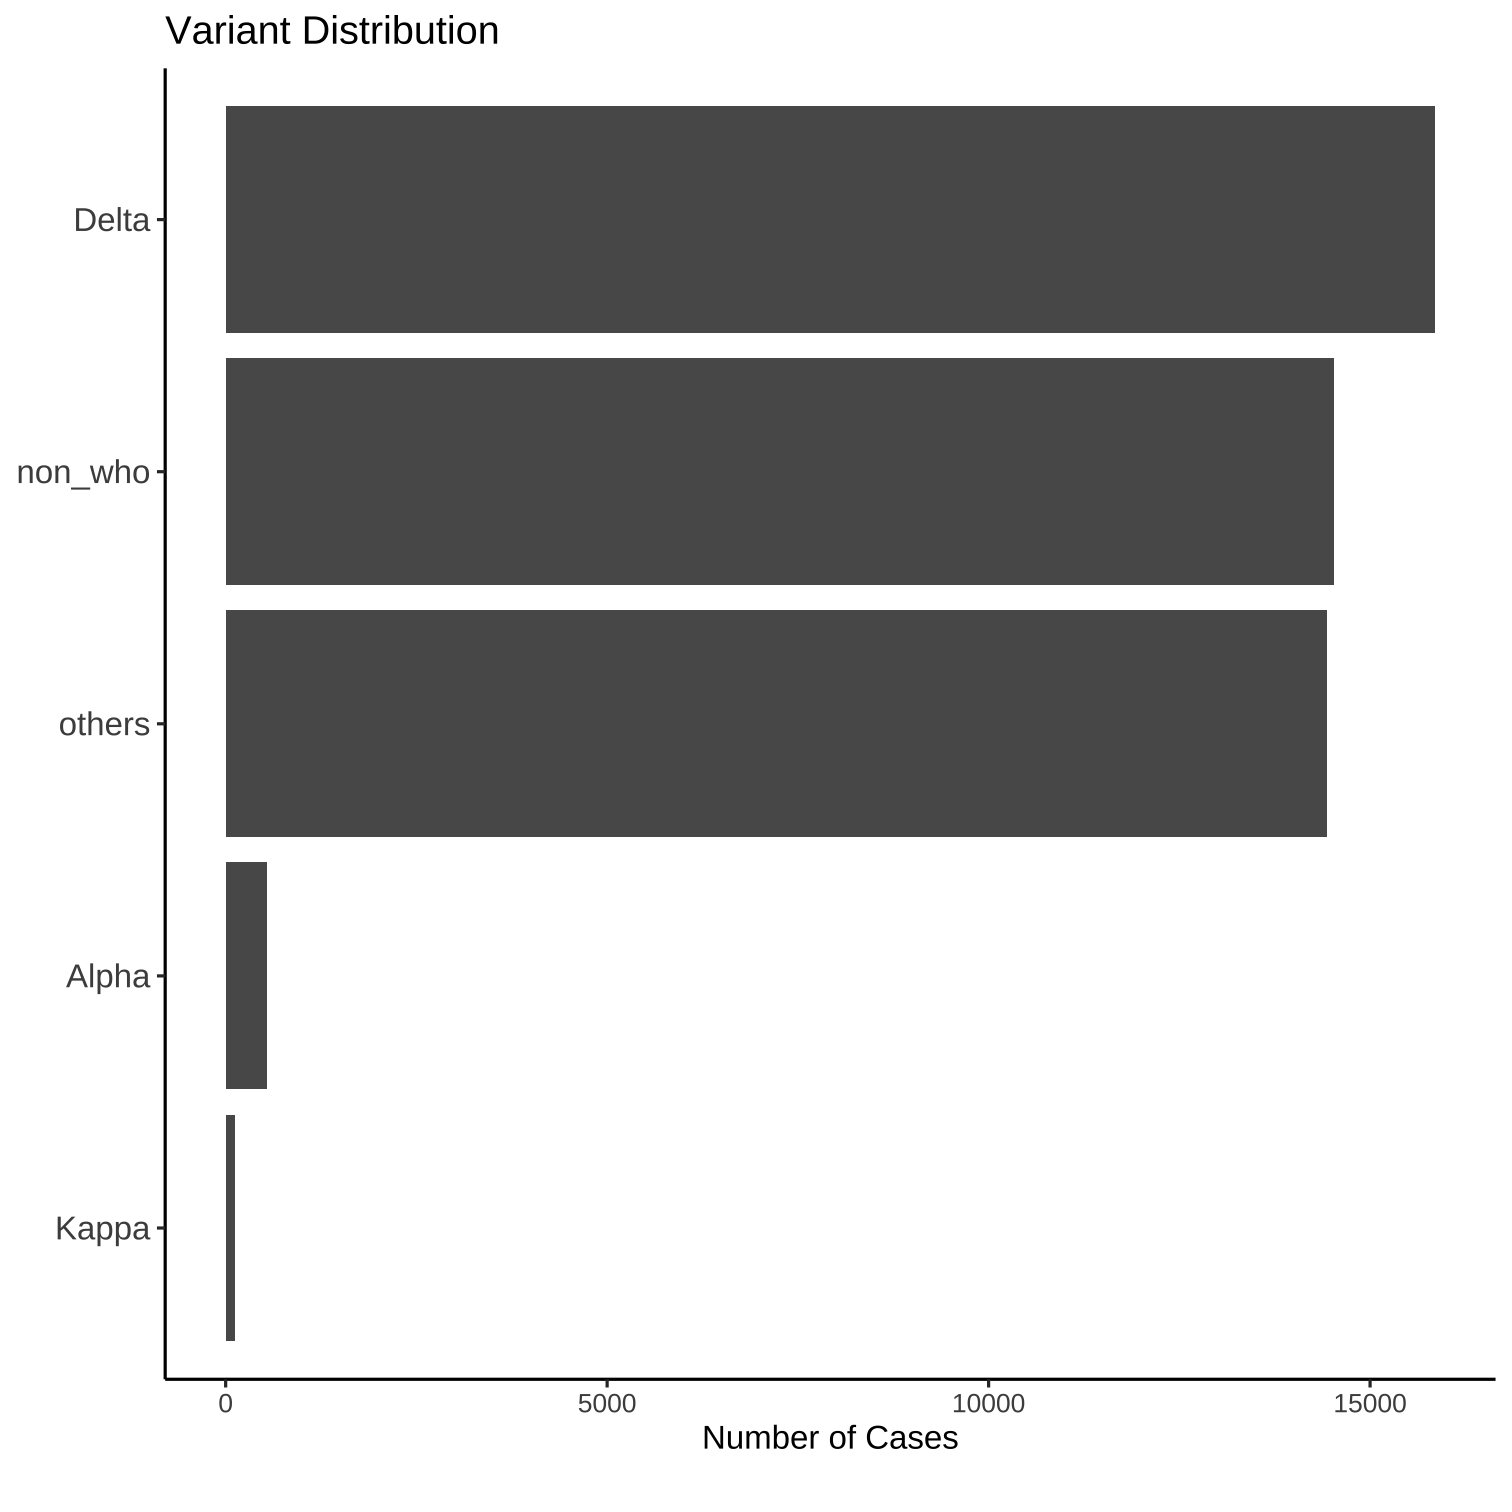 Variant Distribution
Delta
non_who
others
Alpha
Kappa
0 5000 10000 15000
Number of Cases